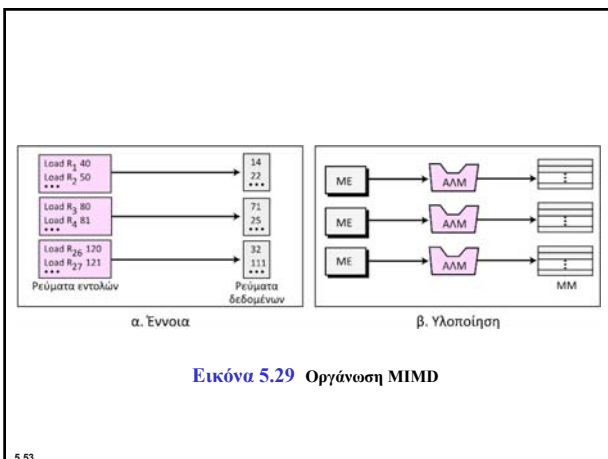 Load R1 40
Load R2 50
•••
14
22
•••
Load R3 80
Load R4 81
•••
71
25
•••
Load R26 120
Load R27 121
•••
32
111
•••
Ρεύματα εντολών
Ρεύματα
δεδομένων
α. Έννοια
ΜΕ
ΑΛΜ
ΜΕ
ΑΛΜ
ΜΕ
ΑΛΜ
ΜΜ
β. Υλοποίηση
Εικόνα 5.29 Οργάνωση MIMD
5.53